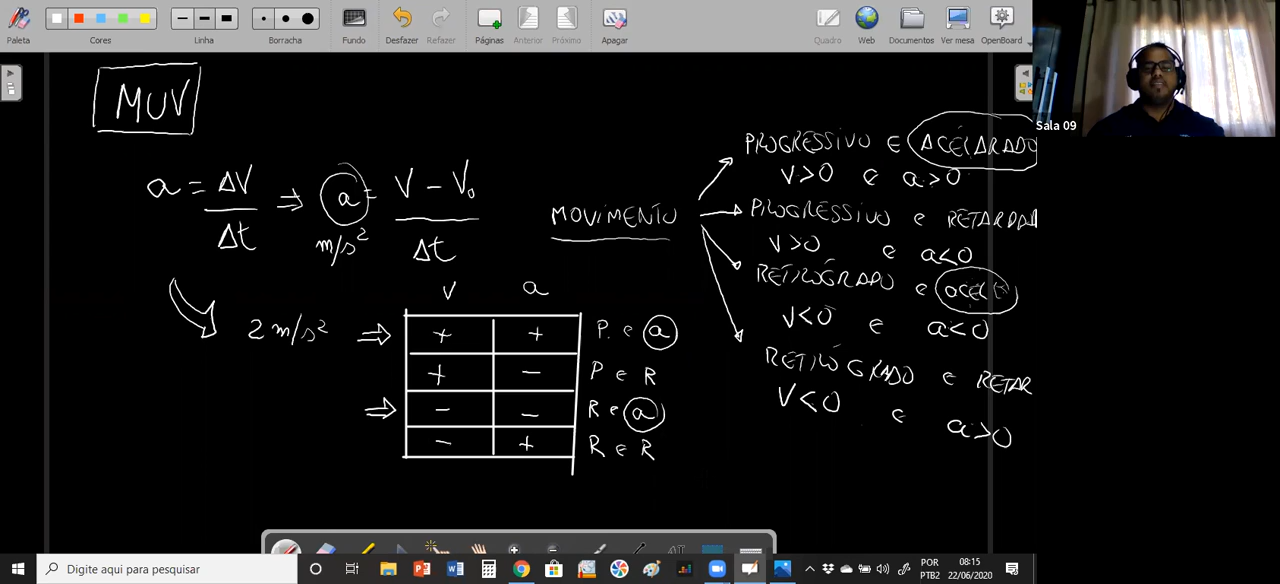 Paleta
Cores
Linha
Borracha
Fundo
Desfazer
Refazer
Páginas
Anterior
Próximo
Apagar
Quadro
Web
Documentos
Ver mesa
OpenBoard
Sala 09
MUV
a = ΔV/Δt ⇒ a = V - V₀/Δt
m/s²
2 m/s² ⇒
V a
+ + P. e a
+ - P e R
⇒ - - R e a
- + R e R
MOVIMENTO
PROGRESSIVO E ACELARADO
V>0 e a>0
PROGRESSIVO e RETARDA
V>0 e a<0
RETRÓGRADO e acele
V<0 e a<0
RETRÓGRADO e RETAR
V<0 e a>0
Digite aqui para pesquisar
POR
PTB2
08:15
22/06/2020